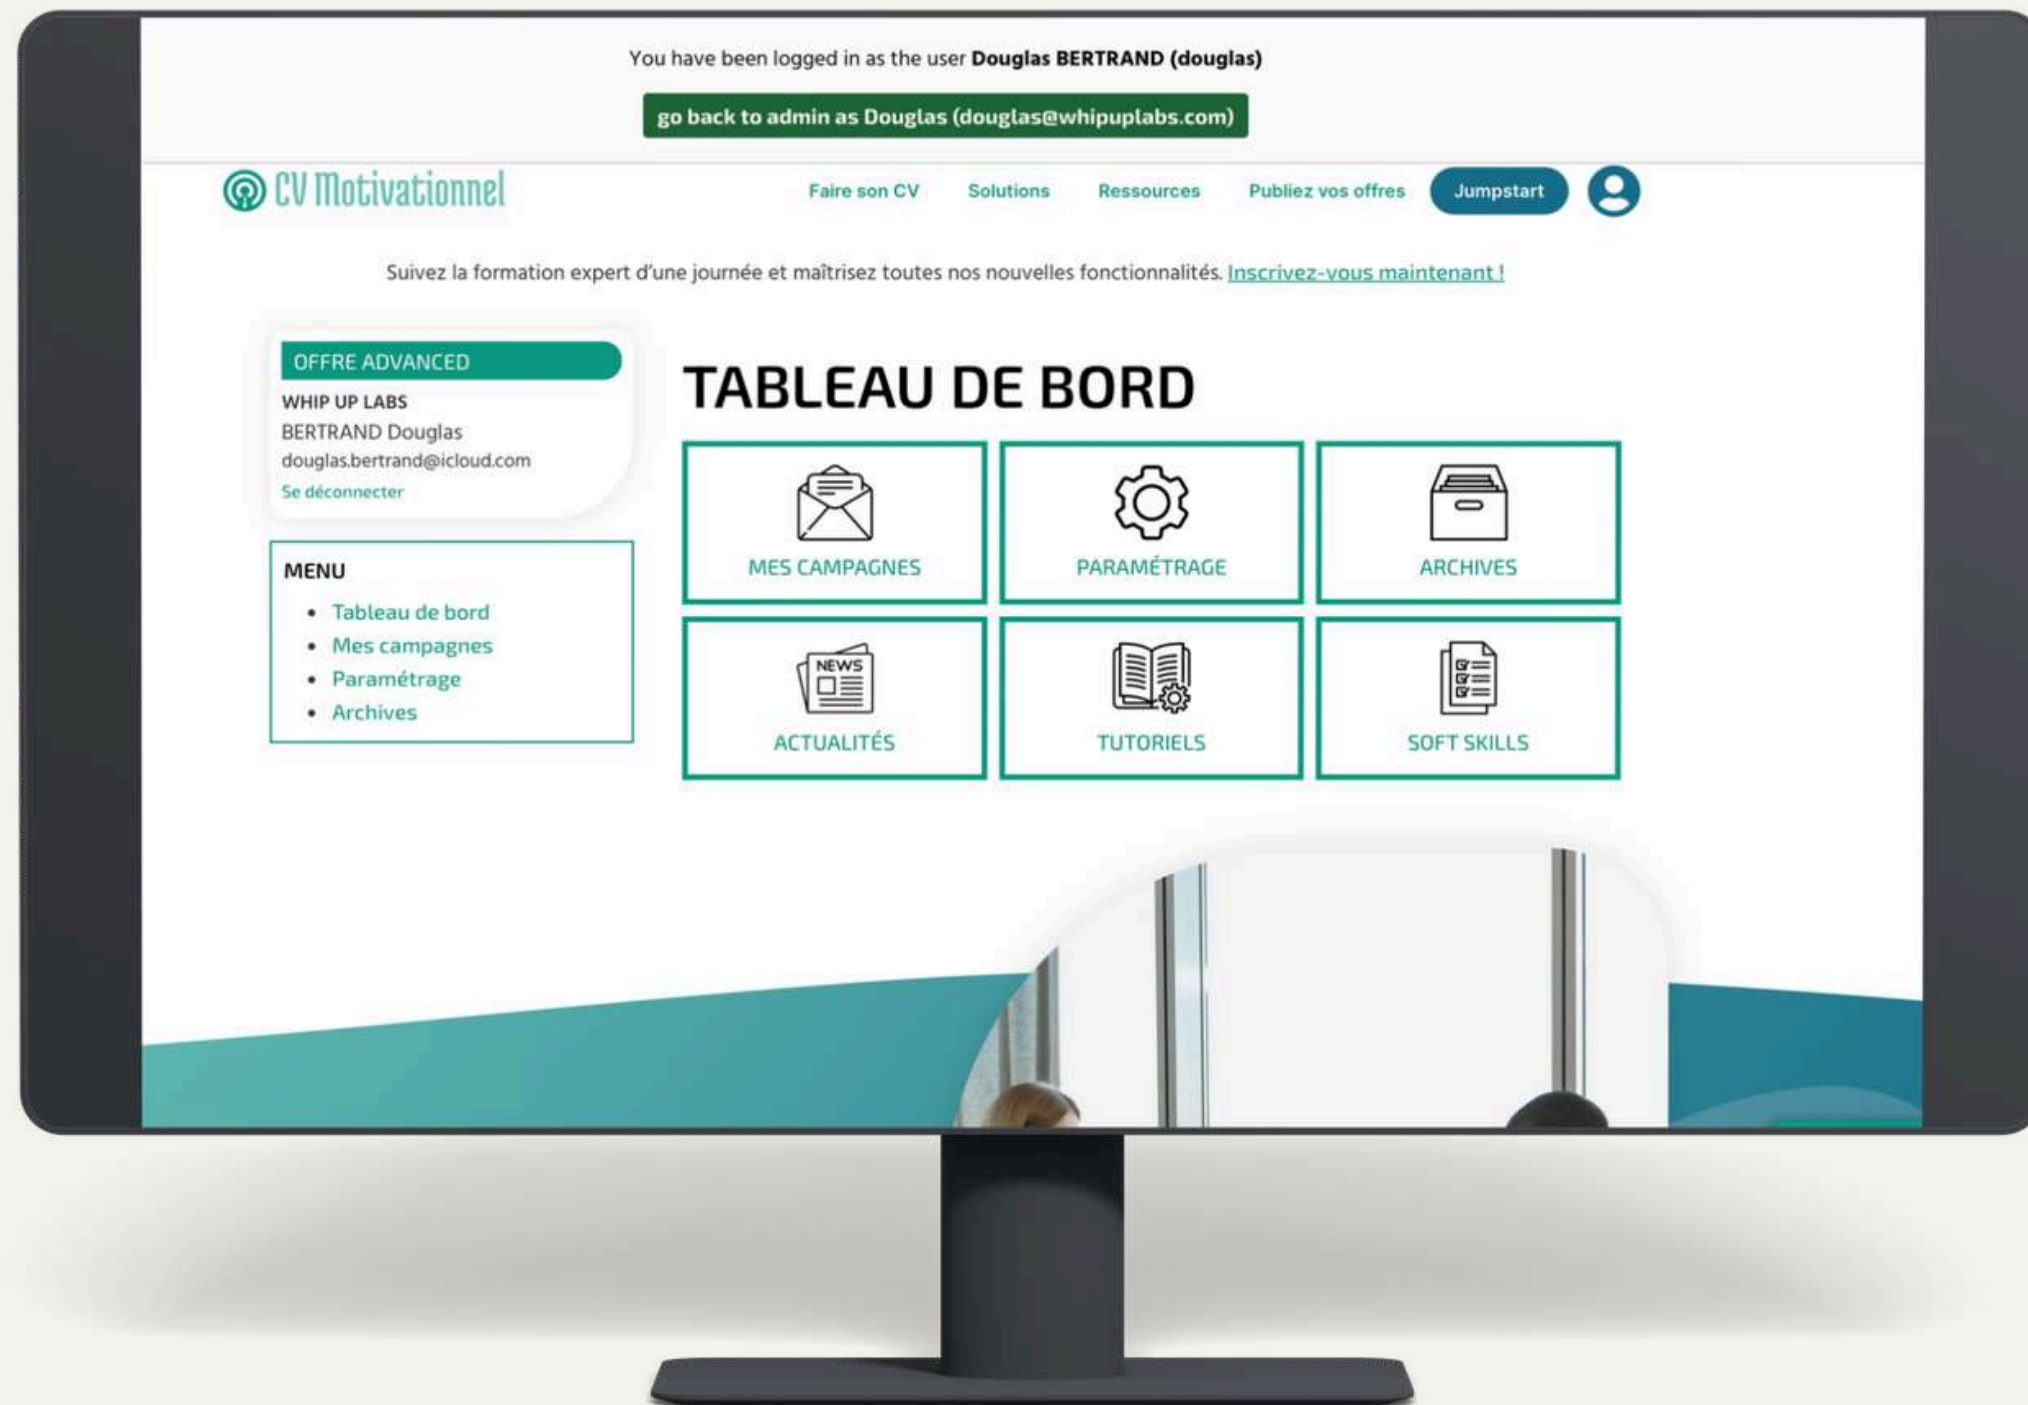 You have been logged in as the user Douglas BERTRAND (douglas)
go back to admin as Douglas (douglas@whipuplabs.com)
CV Motivationnel
Faire son CV
Solutions
Ressources
Publiez vos offres
Jumpstart
Suivez la formation expert d'une journée et maîtrisez toutes nos nouvelles fonctionnalités. Inscrivez-vous maintenant !
OFFRE ADVANCED
WHIP UP LABS
BERTRAND Douglas
douglas.bertrand@icloud.com
Se déconnecter
MENU
Tableau de bord
Mes campagnes
Paramétrage
Archives
TABLEAU DE BORD
MES CAMPAGNES
PARAMÉTRAGE
ARCHIVES
NEWS
ACTUALITÉS
TUTORIELS
SOFT SKILLS